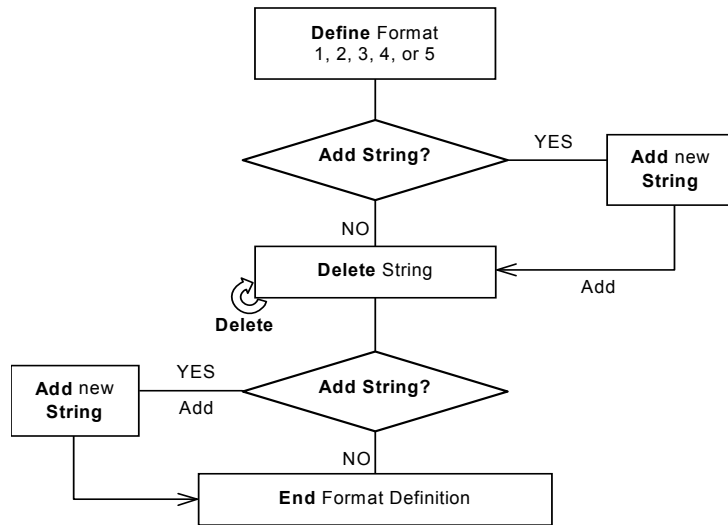 Define Format
1, 2, 3, 4, or 5
Add String?
YES
Add new
String
NO
Delete String
Add
Delete
YES
Add new
String
Add
Add String?
NO
End Format Definition